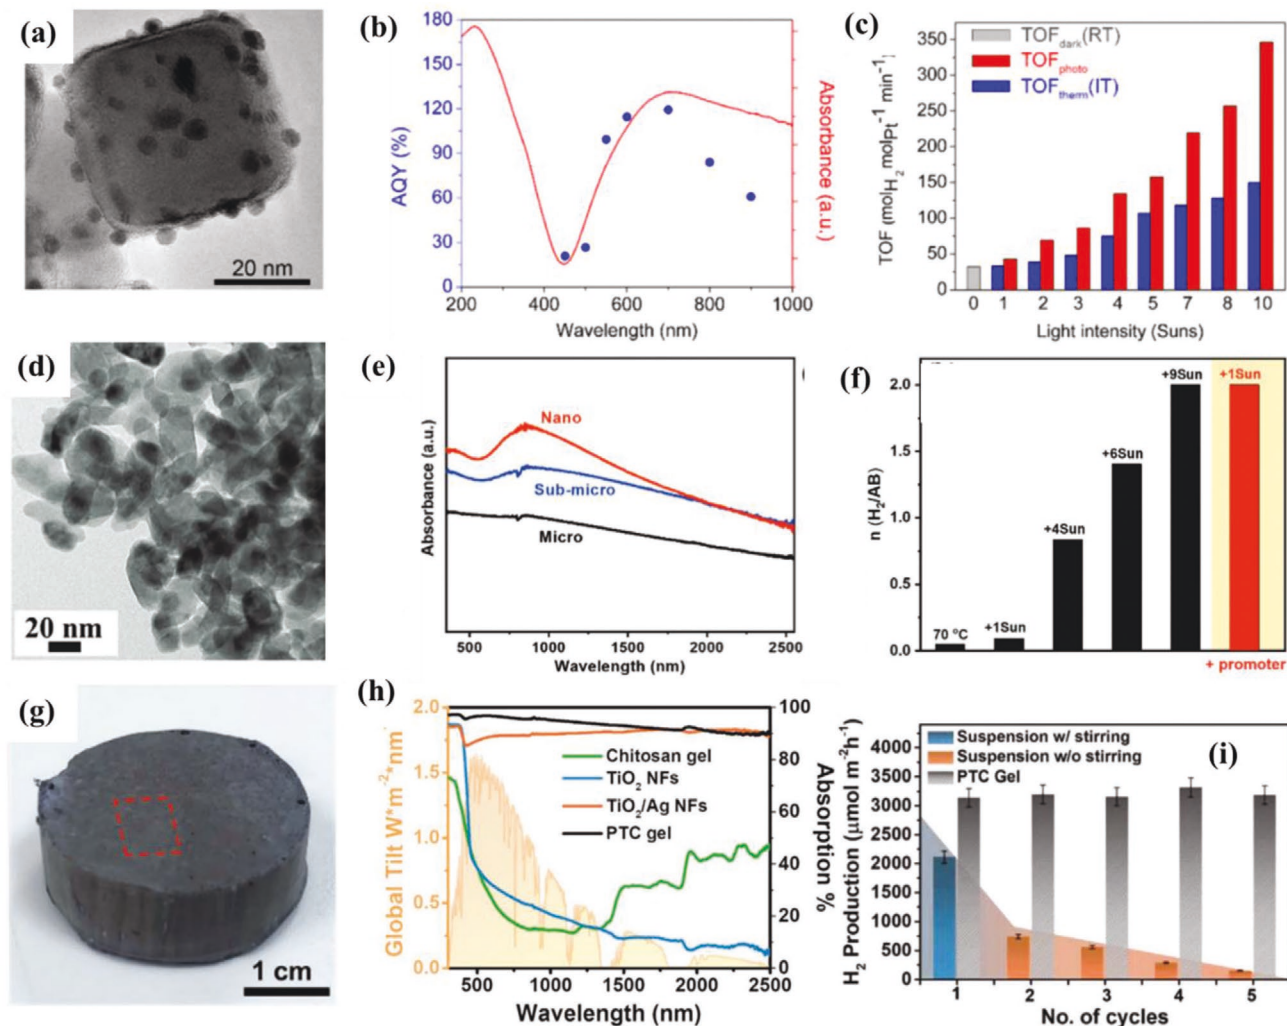 (a)
20 nm
(b)
180
150
120
90
60
30
0
AQY (%)
Absorbance (a.u.)
200 400 600 800 1000
Wavelength (nm)
(c)
TOFdark(RT)
TOFphoto
TOFtherm(IT)
350
300
250
200
150
100
50
0
TOF (molH2 molPt-1 min-1)
0 1 2 3 4 5 7 8 10
Light intensity (Suns)
(d)
20 nm
(e)
Nano
Sub-micro
Micro
Absorbance (a.u.)
500 1000 1500 2000 2500
Wavelength (nm)
(f)
2.0
1.5
1.0
0.5
0.0
n (H2/AB)
70 °C
+1Sun
+4Sun
+6Sun
+9Sun
+1Sun
+ promoter
(g)
1 cm
(h)
2.0
1.5
1.0
0.5
0.0
Global Tilt W*m-2*nm
Chitosan gel
TiO2 NFs
TiO2/Ag NFs
PTC gel
100
80
60
40
20
0
Absorption %
500 1000 1500 2000 2500
Wavelength (nm)
(i)
Suspension w/ stirring
Suspension w/o stirring
PTC Gel
4000
3500
3000
2500
2000
1500
1000
500
0
H2 Production (μmol m-2h-1)
1 2 3 4 5
No. of cycles